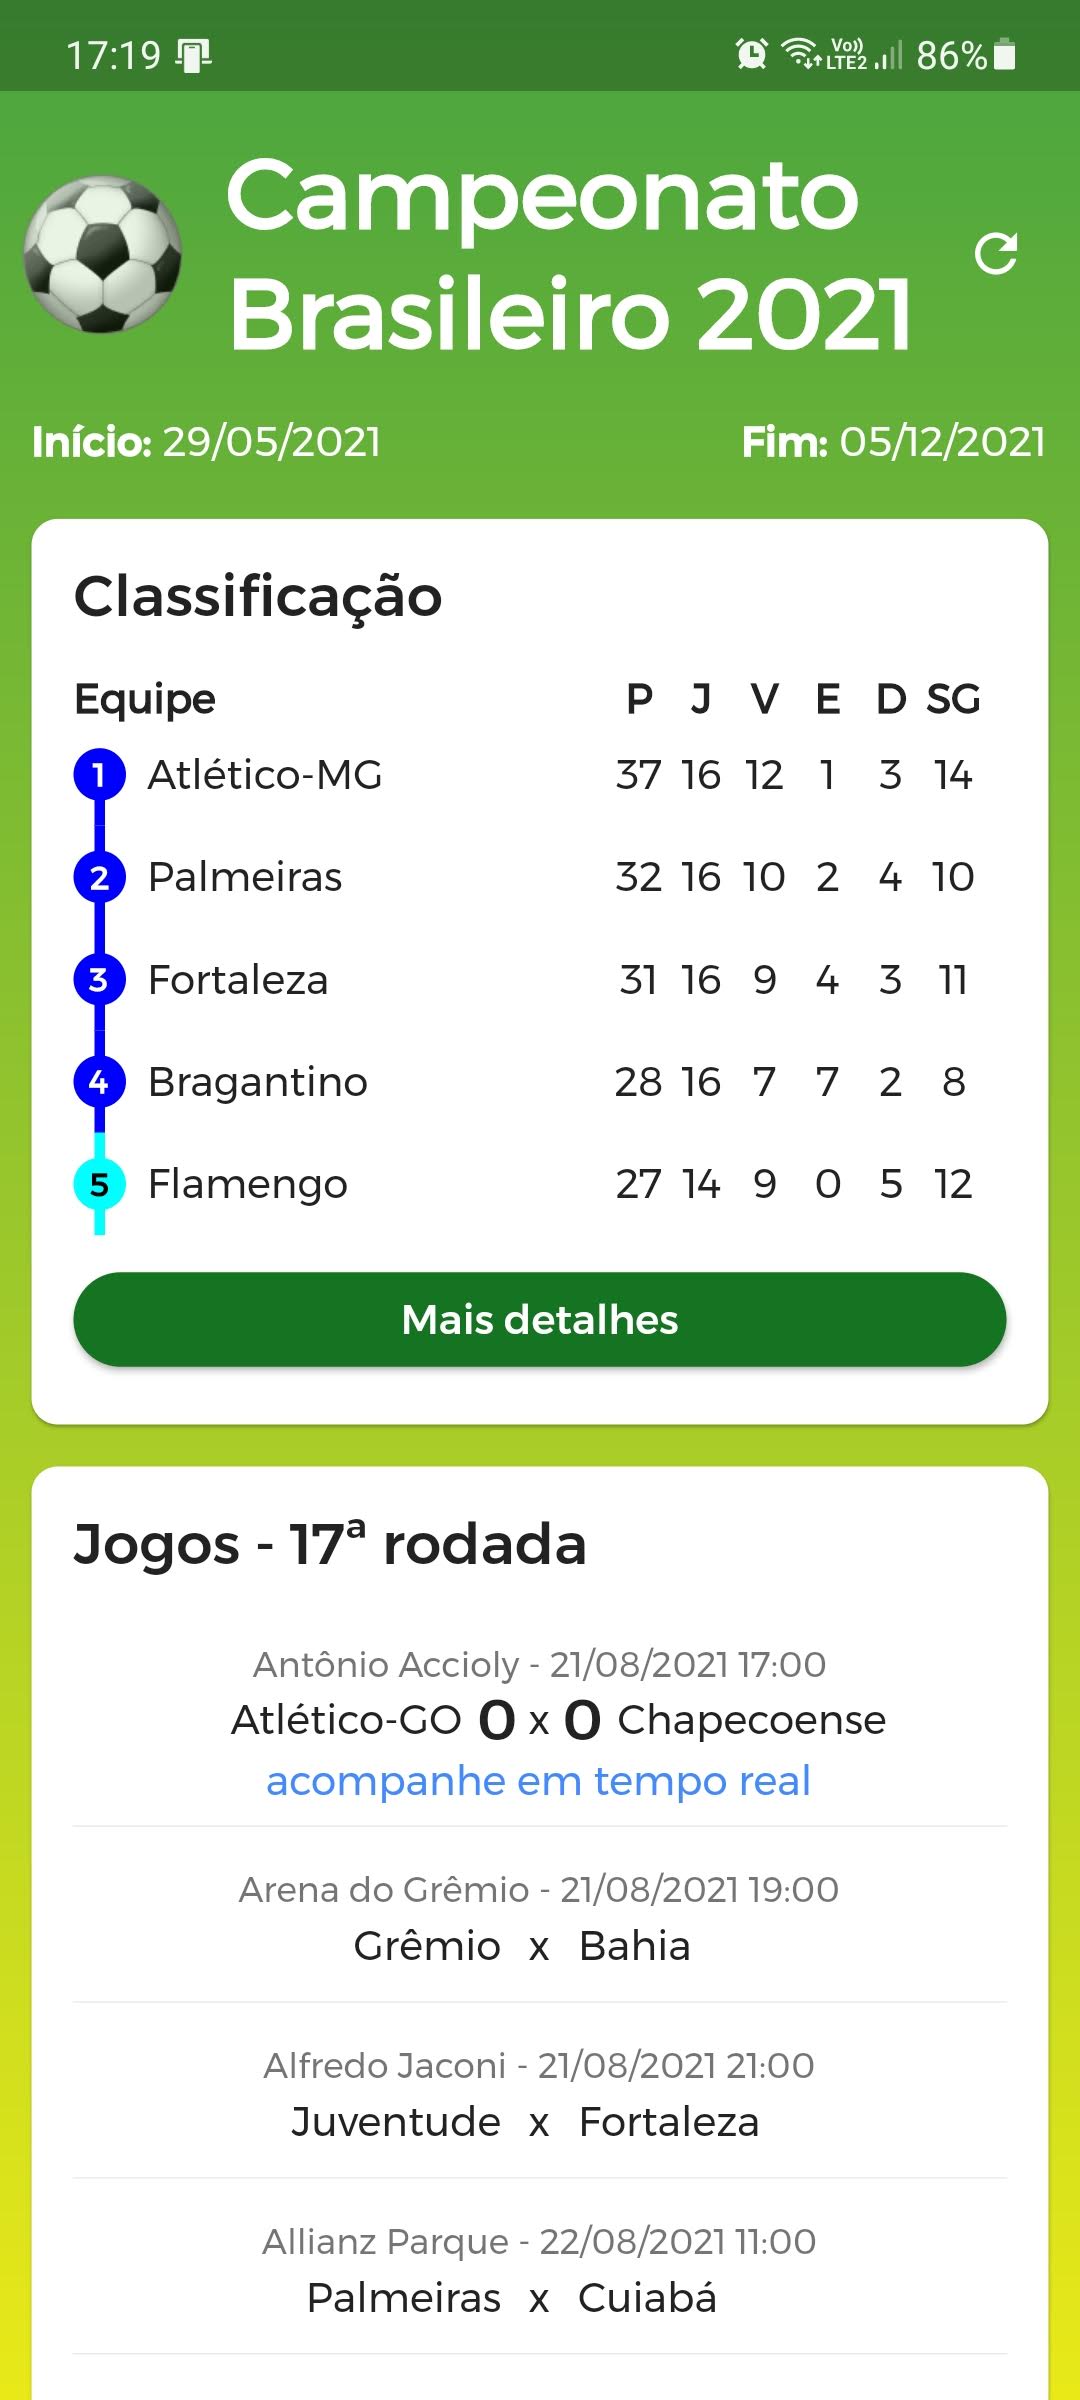 17:19 Vo)) LTE2 86%
Campeonato
Brasileiro 2021
Início: 29/05/2021 Fim: 05/12/2021
Classificação
Equipe P J V E D SG
1 Atlético-MG 37 16 12 1 3 14
2 Palmeiras 32 16 10 2 4 10
3 Fortaleza 31 16 9 4 3 11
4 Bragantino 28 16 7 7 2 8
5 Flamengo 27 14 9 0 5 12
Mais detalhes
Jogos - 17ª rodada
Antônio Accioly - 21/08/2021 17:00
Atlético-GO 0 x 0 Chapecoense
acompanhe em tempo real
Arena do Grêmio - 21/08/2021 19:00
Grêmio x Bahia
Alfredo Jaconi - 21/08/2021 21:00
Juventude x Fortaleza
Allianz Parque - 22/08/2021 11:00
Palmeiras x Cuiabá